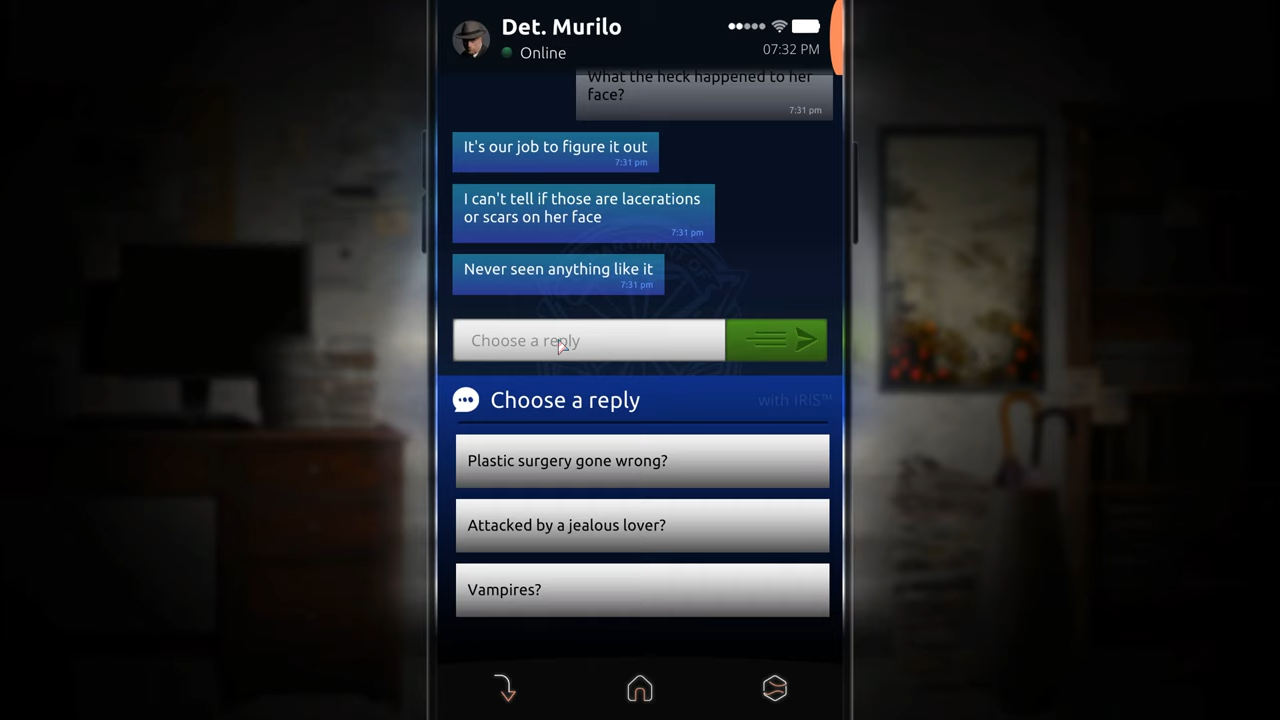 Det. Murilo
Online
07:32 PM
What the heck happened to her
face?
7:31 pm
It's our job to figure it out
7:31 pm
I can't tell if those are lacerations
or scars on her face
7:31 pm
Never seen anything like it
7:31 pm
Choose a reply
Choose a reply
with IRIS™
Plastic surgery gone wrong?
Attacked by a jealous lover?
Vampires?